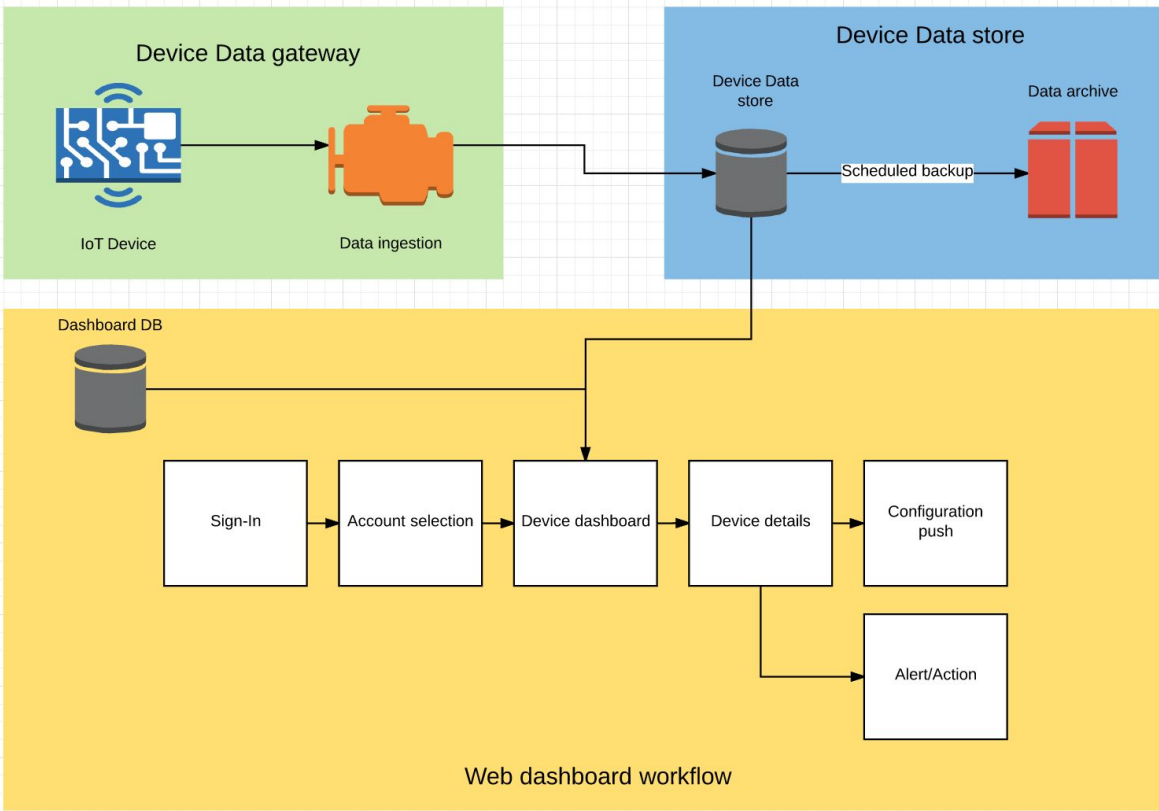 Device Data gateway
IoT Device
Data ingestion
Device Data store
Device Data
store
Data archive
Scheduled backup
Dashboard DB
Sign-In
Account selection
Device dashboard
Device details
Configuration
push
Alert/Action
Web dashboard workflow